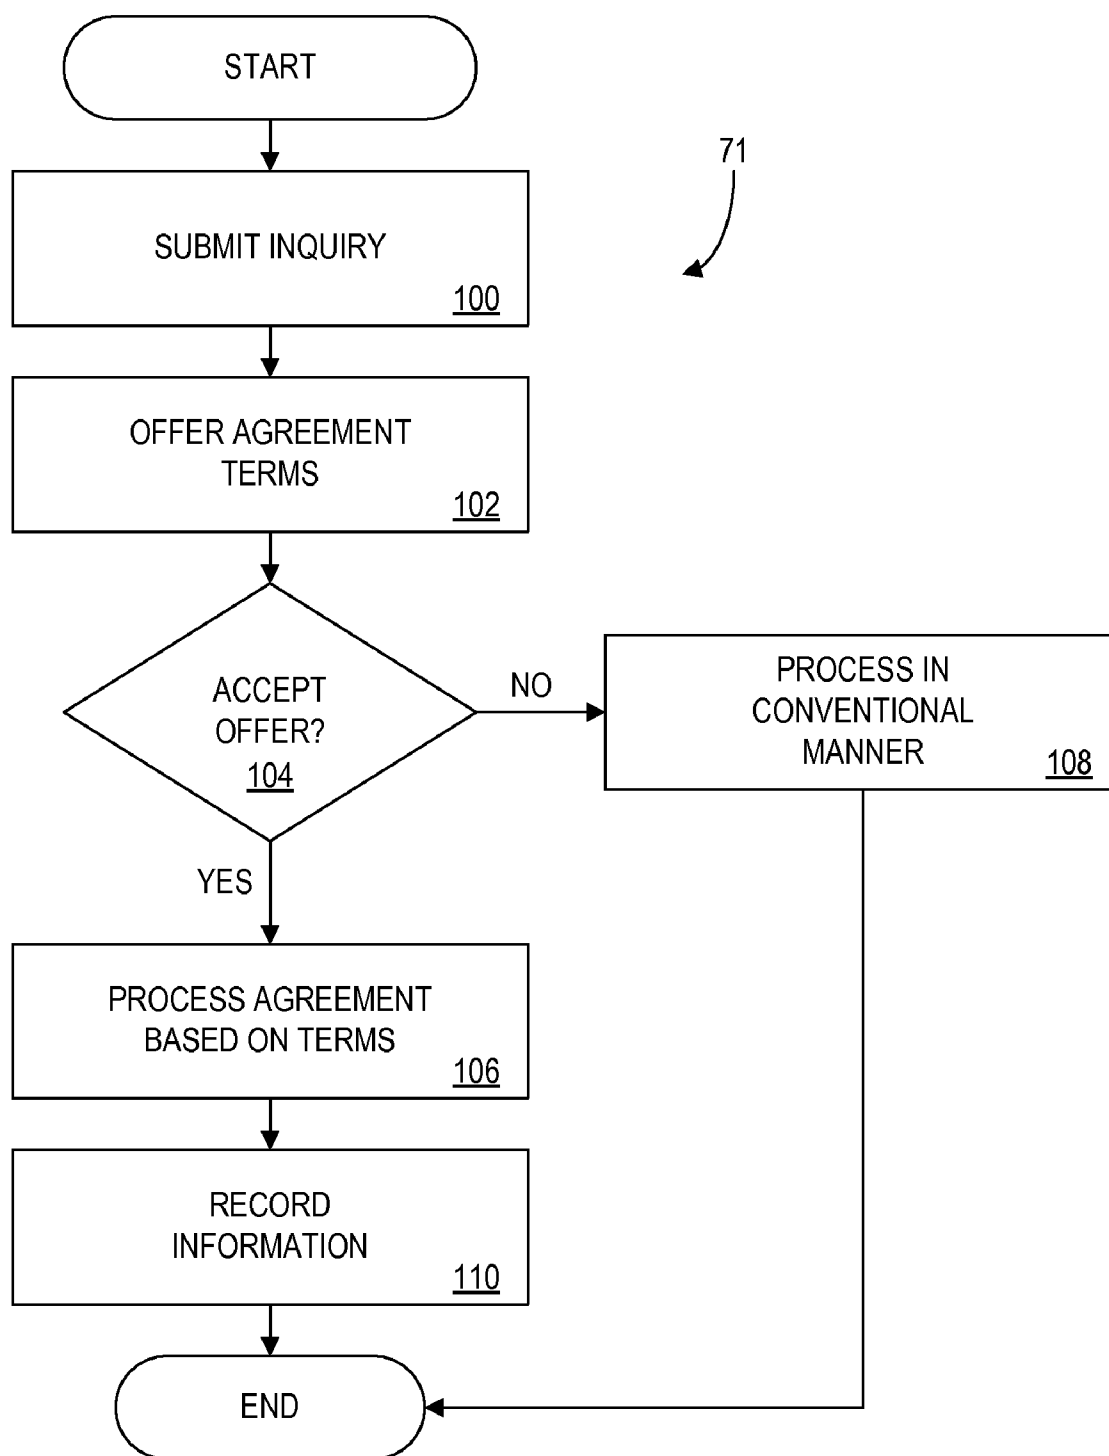 START
71
SUBMIT INQUIRY
100
OFFER AGREEMENT
TERMS
102
ACCEPT
OFFER?
104
NO
PROCESS IN
CONVENTIONAL
MANNER
108
YES
PROCESS AGREEMENT
BASED ON TERMS
106
RECORD
INFORMATION
110
END